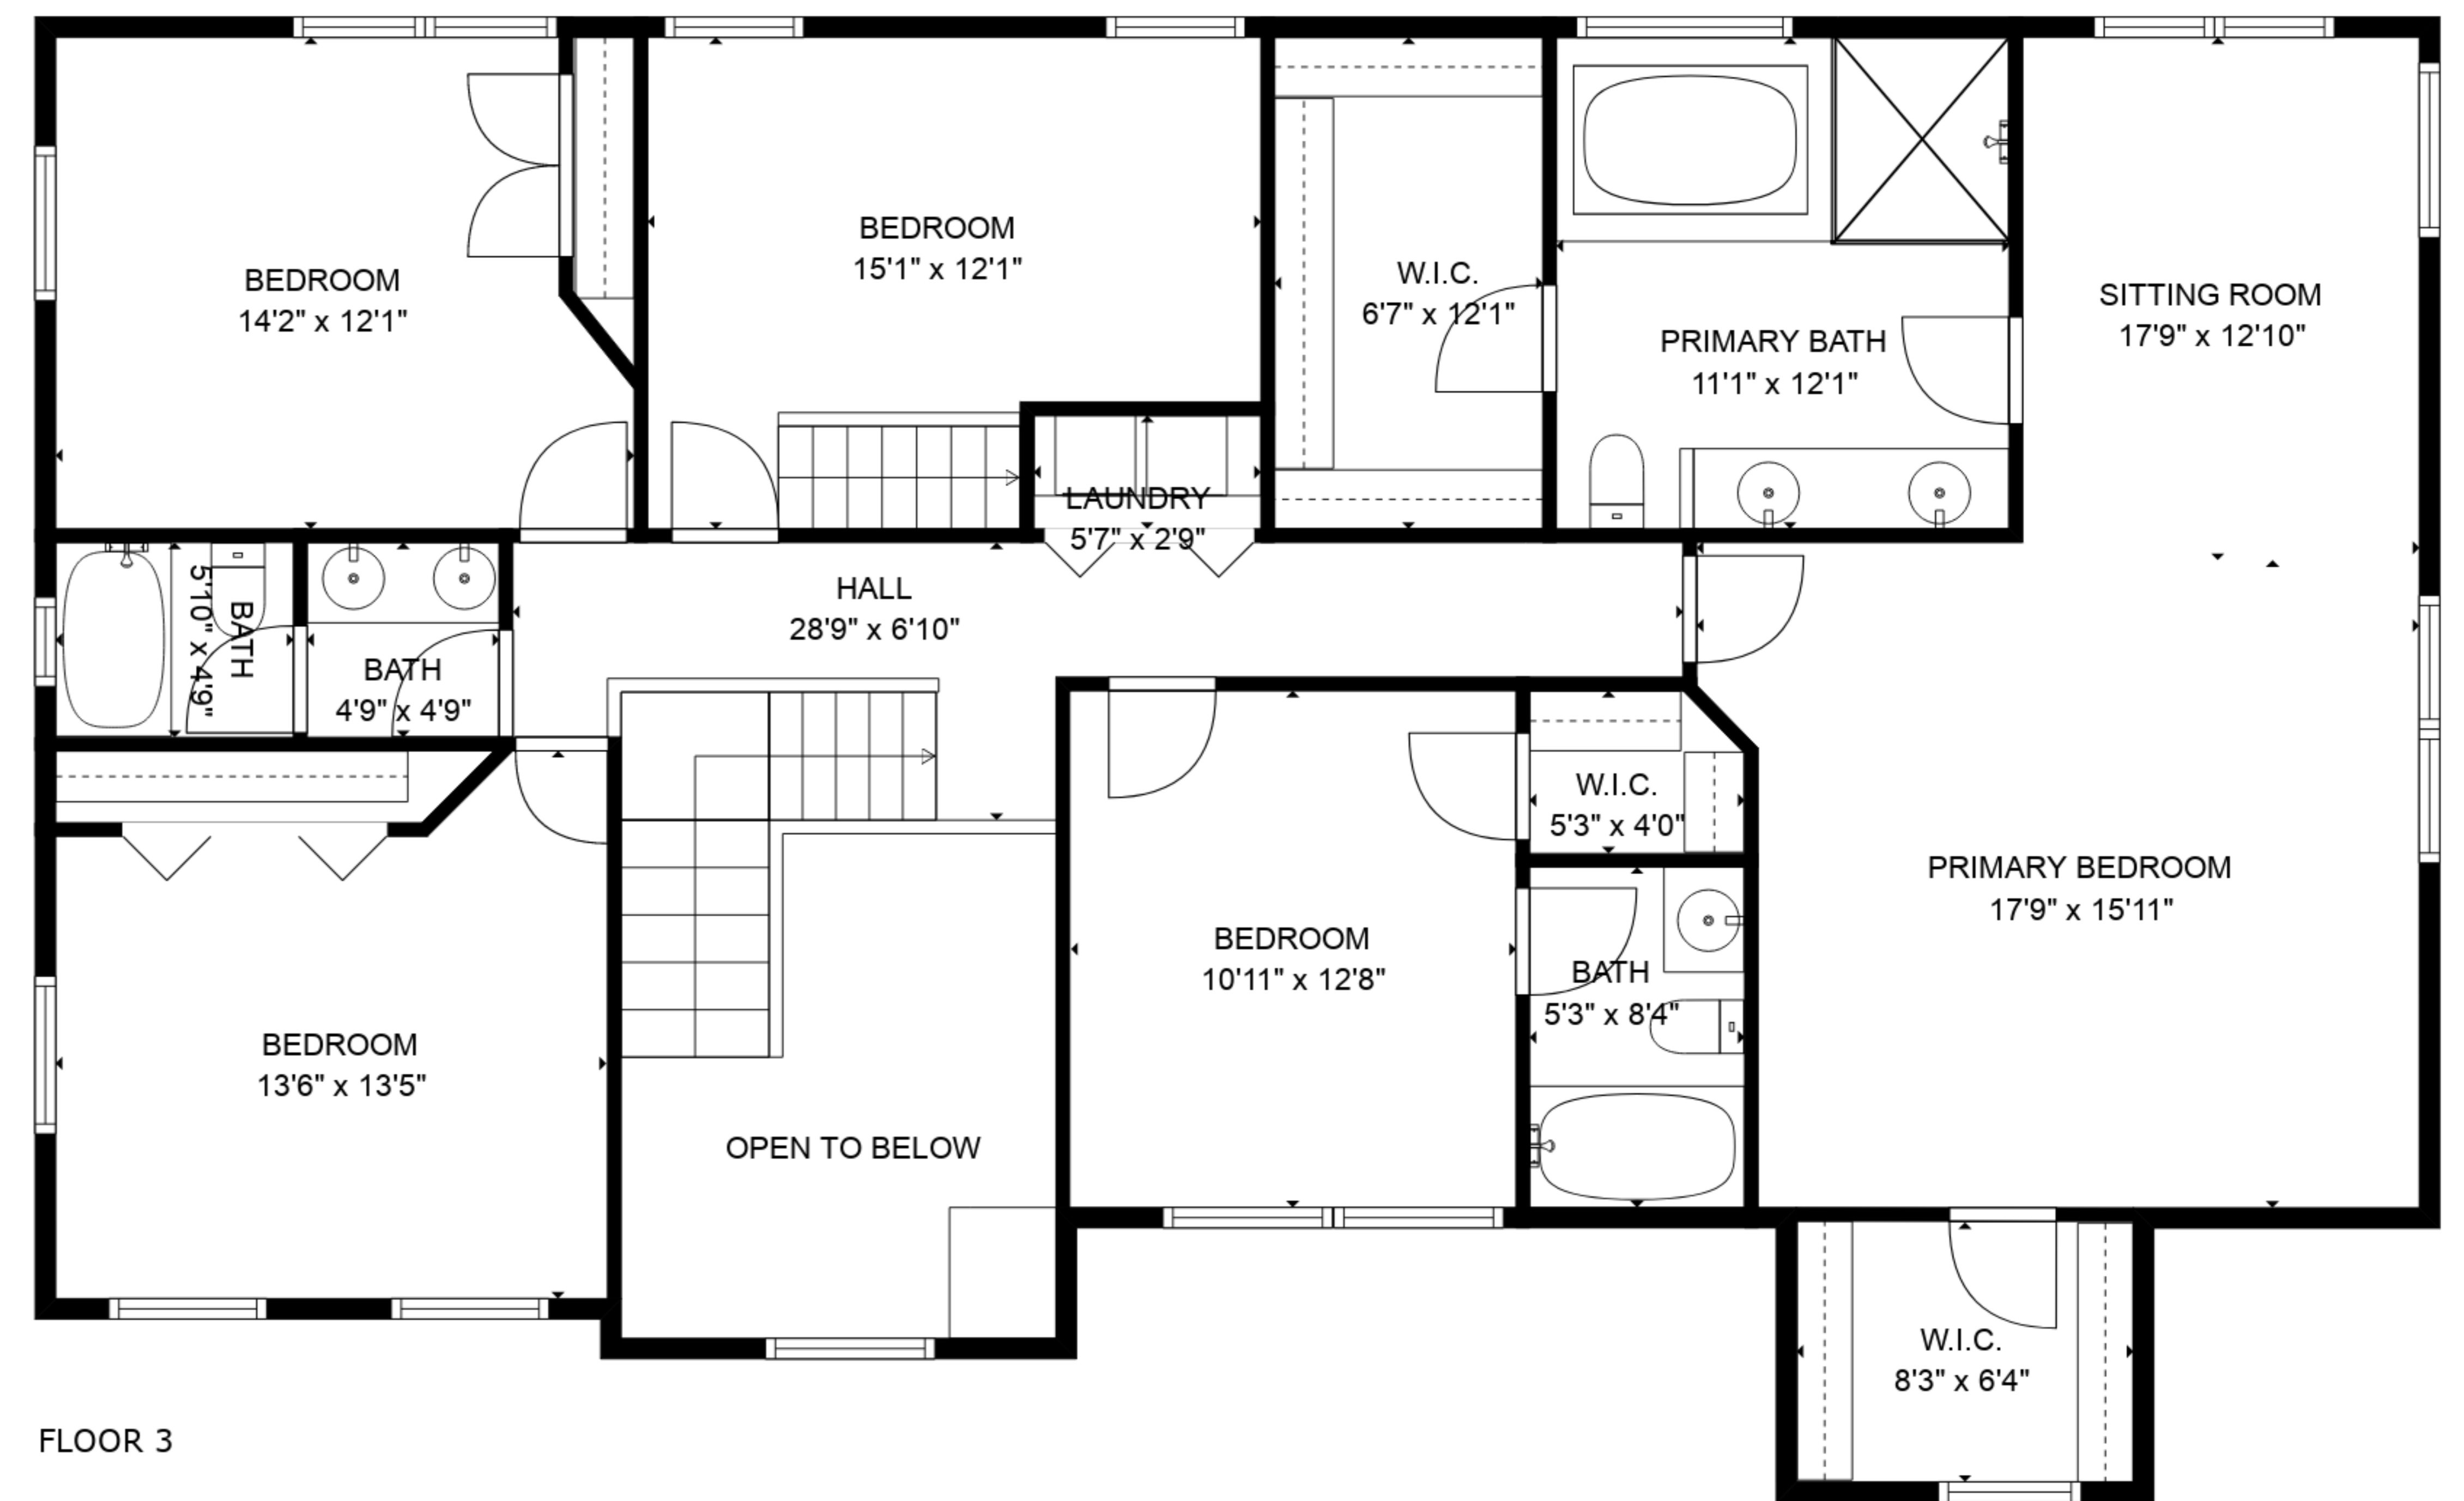 BEDROOM
14'2" x 12'1"
BEDROOM
15'1" x 12'1"
W.I.C.
6'7" x 12'1"
PRIMARY BATH
11'1" x 12'1"
SITTING ROOM
17'9" x 12'10"
LAUNDRY
5'7" x 2'9"
HALL
28'9" x 6'10"
BATH
5'10" x 4'9"
BATH
4'9" x 4'9"
W.I.C.
5'3" x 4'0"
PRIMARY BEDROOM
17'9" x 15'11"
BEDROOM
10'11" x 12'8"
BATH
5'3" x 8'4"
BEDROOM
13'6" x 13'5"
OPEN TO BELOW
W.I.C.
8'3" x 6'4"
FLOOR 3